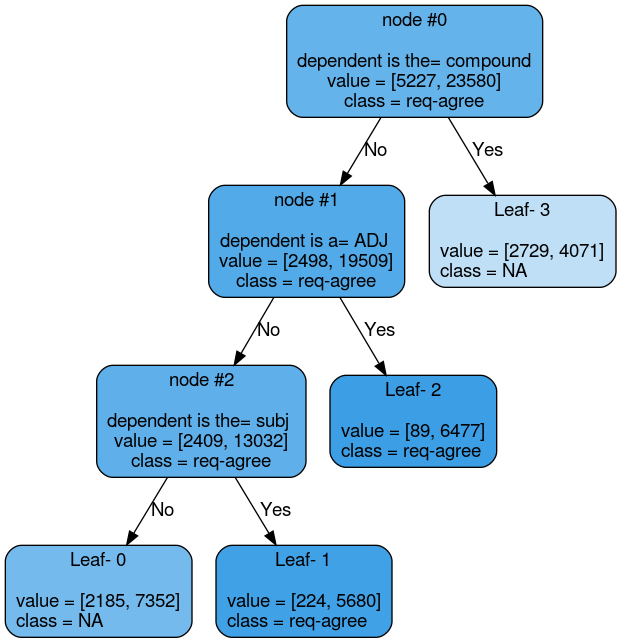 node #0
dependent is the= compound
value = [5227, 23580]
class = req-agree
No
Yes
node #1
dependent is a= ADJ
value = [2498, 19509]
class = req-agree
Leaf- 3
value = [2729, 4071]
class = NA
No
Yes
node #2
dependent is the= subj
value = [2409, 13032]
class = req-agree
Leaf- 2
value = [89, 6477]
class = req-agree
No
Yes
Leaf- 0
value = [2185, 7352]
class = NA
Leaf- 1
value = [224, 5680]
class = req-agree